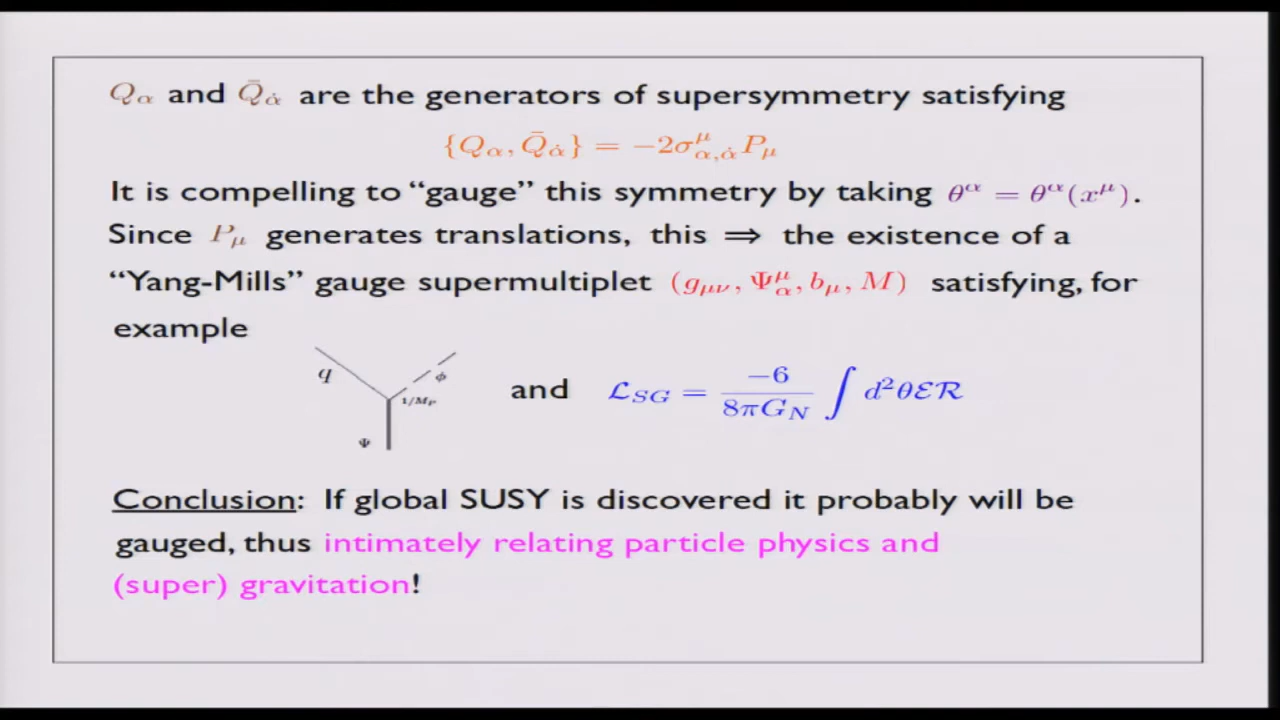 Qα and Q̄α̇ are the generators of supersymmetry satisfying
{Qα, Q̄α̇} = −2σ^μ_α,α̇ Pμ
It is compelling to “gauge” this symmetry by taking θ^α = θ^α(x^μ).
Since Pμ generates translations, this ⟹ the existence of a
“Yang-Mills” gauge supermultiplet (gμν, Ψ^μ_α, bμ, M) satisfying, for
example
q ϕ 1/M_P Ψ and ℒ_SG = −6/8πG_N ∫ d²θℰℛ
Conclusion: If global SUSY is discovered it probably will be
gauged, thus intimately relating particle physics and
(super) gravitation!